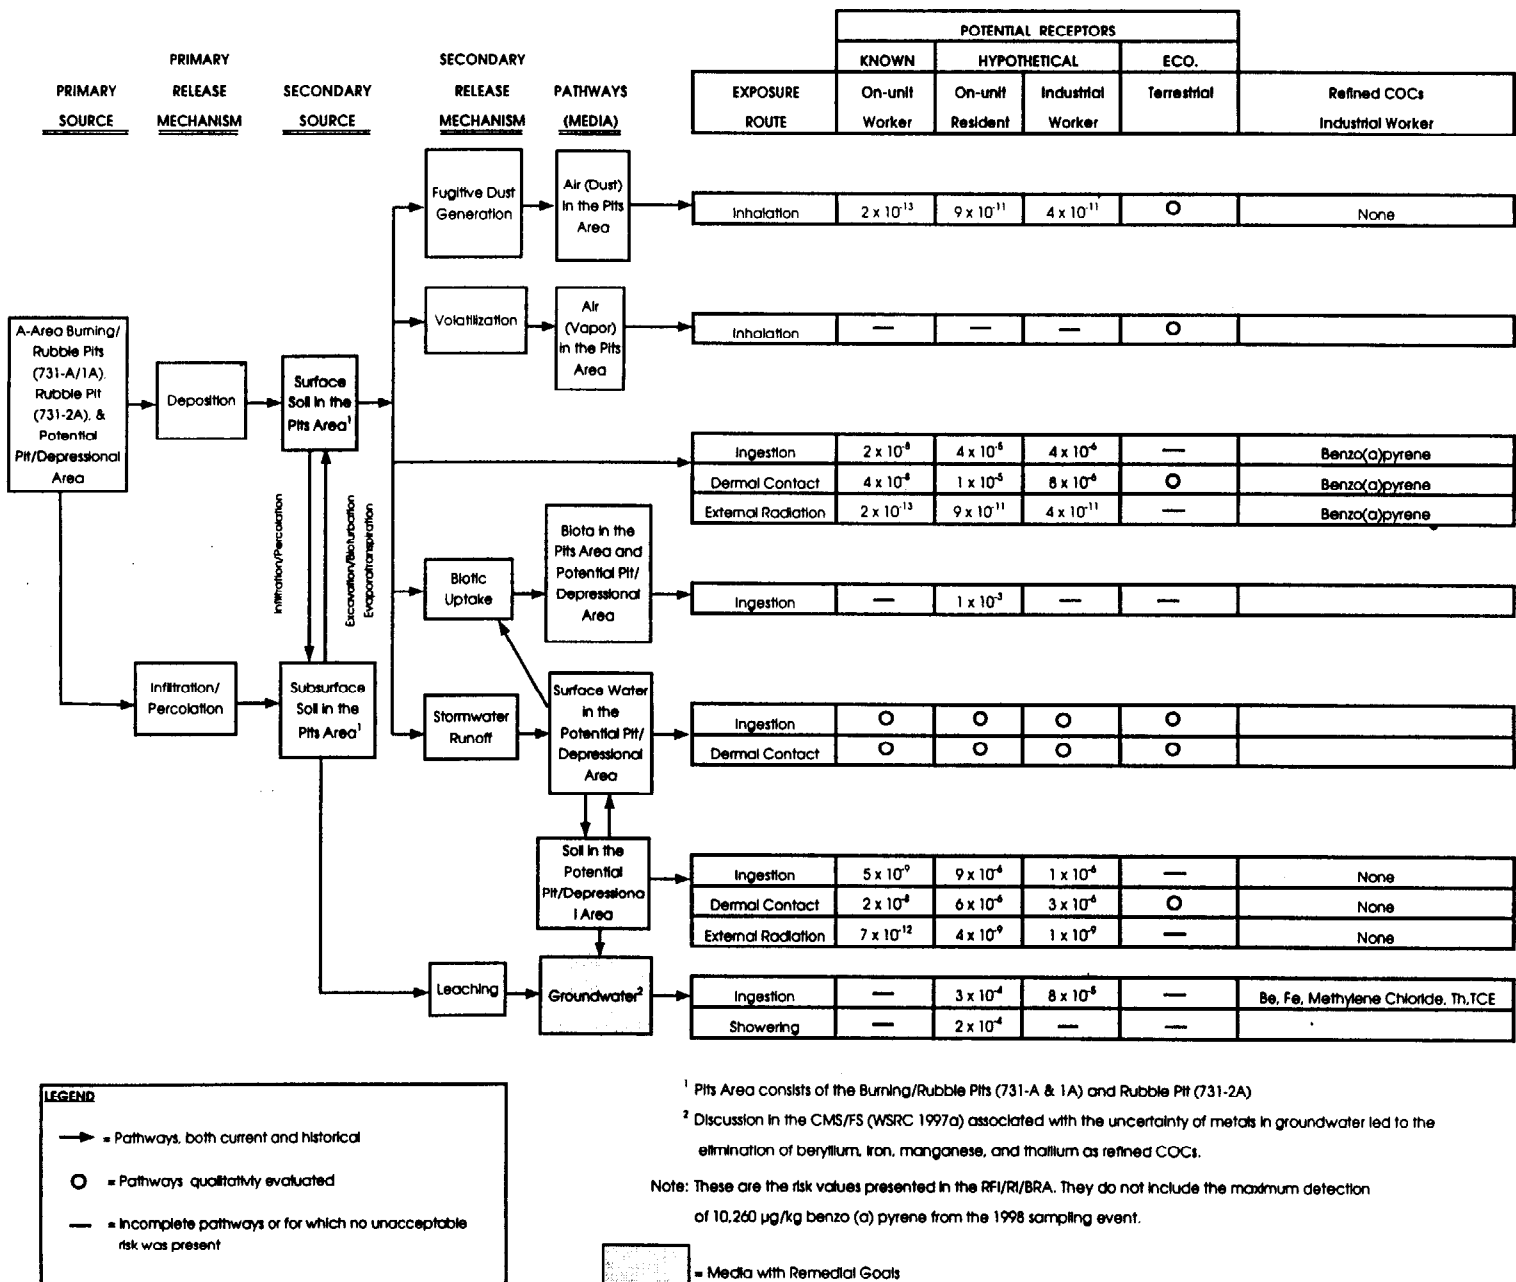 POTENTIAL RECEPTORS
PRIMARY SECONDARY KNOWN HYPOTHETICAL ECO.
PRIMARY RELEASE SECONDARY RELEASE PATHWAYS EXPOSURE On-unit On-unit Industrial Terrestrial Refined COCs
SOURCE MECHANISM SOURCE MECHANISM (MEDIA) ROUTE Worker Resident Worker Industrial Worker
Fugitive Dust
Generation
Air (Dust)
in the Pits
Area
Inhalation 2 x 10⁻¹³ 9 x 10⁻¹¹ 4 x 10⁻¹¹ O None
Volatilization
Air
(Vapor)
in the Pits
Area
Inhalation — — — O
A-Area Burning/
Rubble Pits
(731-A/1A),
Rubble Pit
(731-2A), &
Potential
Pit/Depressional
Area
Deposition
Surface
Soil in the
Pits Area¹
Ingestion 2 x 10⁻⁸ 4 x 10⁻⁵ 4 x 10⁻⁶ — Benzo(a)pyrene
Dermal Contact 4 x 10⁻⁸ 1 x 10⁻⁵ 8 x 10⁻⁶ O Benzo(a)pyrene
External Radiation 2 x 10⁻¹³ 9 x 10⁻¹¹ 4 x 10⁻¹¹ — Benzo(a)pyrene
Infiltration/Percolation
Excavation/Bioturbation
Evaporatranspiration
Biotic
Uptake
Biota in the
Pits Area and
Potential Pit/
Depressional
Area
Ingestion — 1 x 10⁻³ — —
Infiltration/
Percolation
Subsurface
Soil in the
Pits Area¹
Stormwater
Runoff
Surface Water
in the
Potential Pit/
Depressional
Area
Ingestion O O O O
Dermal Contact O O O O
Soil in the
Potential
Pit/Depressiona
l Area
Ingestion 5 x 10⁻⁹ 9 x 10⁻⁶ 1 x 10⁻⁶ — None
Dermal Contact 2 x 10⁻⁸ 6 x 10⁻⁶ 3 x 10⁻⁶ O None
External Radiation 7 x 10⁻¹² 4 x 10⁻⁹ 1 x 10⁻⁹ — None
Leaching
Groundwater²
Ingestion — 3 x 10⁻⁴ 8 x 10⁻⁵ — Be, Fe, Methylene Chloride, Th,TCE
Showering — 2 x 10⁻⁴ — —
LEGEND
= Pathways, both current and historical
O = Pathways qualitativly evaluated
— = Incomplete pathways or for which no unacceptable
risk was present
¹ Pits Area consists of the Burning/Rubble Pits (731-A & 1A) and Rubble Pit (731-2A)
² Discussion in the CMS/FS (WSRC 1997a) associated with the uncertainty of metals in groundwater led to the
elimination of beryllium, iron, manganese, and thallium as refined COCs.
Note: These are the risk values presented in the RFI/RI/BRA. They do not include the maximum detection
of 10,260 µg/kg benzo (a) pyrene from the 1998 sampling event.
= Media with Remedial Goals